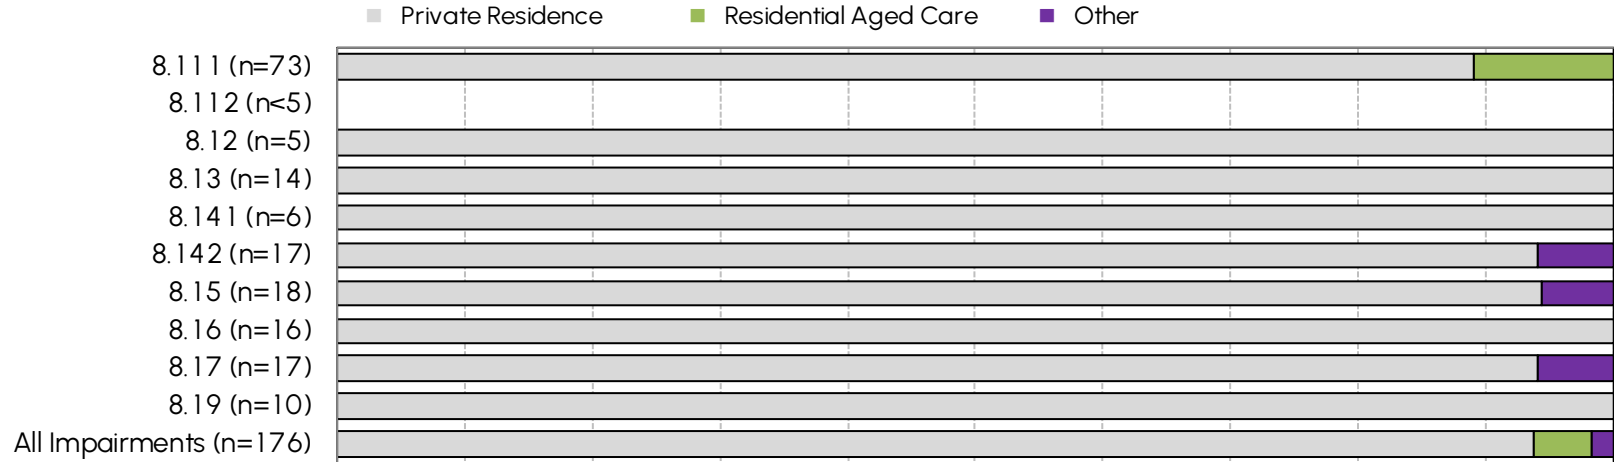 Private Residence Residential Aged Care Other
8.111 (n=73)
8.112 (n<5)
8.12 (n=5)
8.13 (n=14)
8.141 (n=6)
8.142 (n=17)
8.15 (n=18)
8.16 (n=16)
8.17 (n=17)
8.19 (n=10)
All Impairments (n=176)